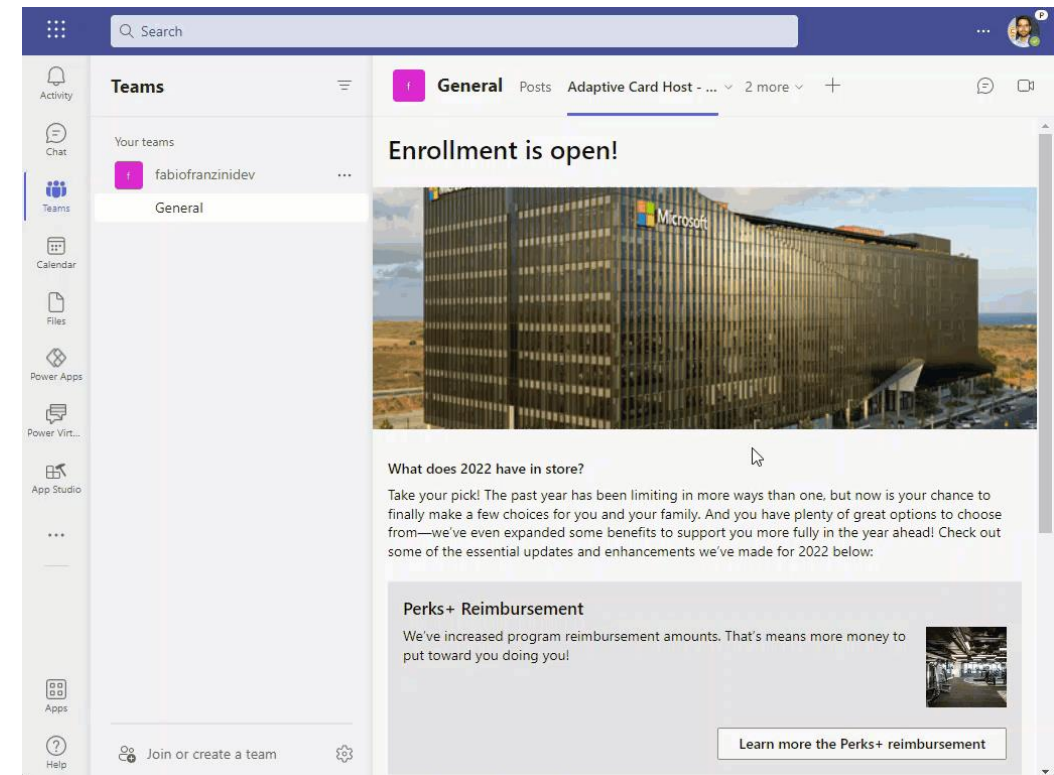 Search
P
Activity
Chat
Teams
Calendar
Files
Power Apps
Power Virt...
App Studio
Apps
Help
Teams
Your teams
f fabiofranzinidev
General
Join or create a team
f General Posts Adaptive Card Host - ... 2 more
Enrollment is open!
Microsoft
What does 2022 have in store?
Take your pick! The past year has been limiting in more ways than one, but now is your chance to
finally make a few choices for you and your family. And you have plenty of great options to choose
from—we've even expanded some benefits to support you more fully in the year ahead! Check out
some of the essential updates and enhancements we've made for 2022 below:
Perks+ Reimbursement
We've increased program reimbursement amounts. That's means more money to
put toward you doing you!
Learn more the Perks+ reimbursement